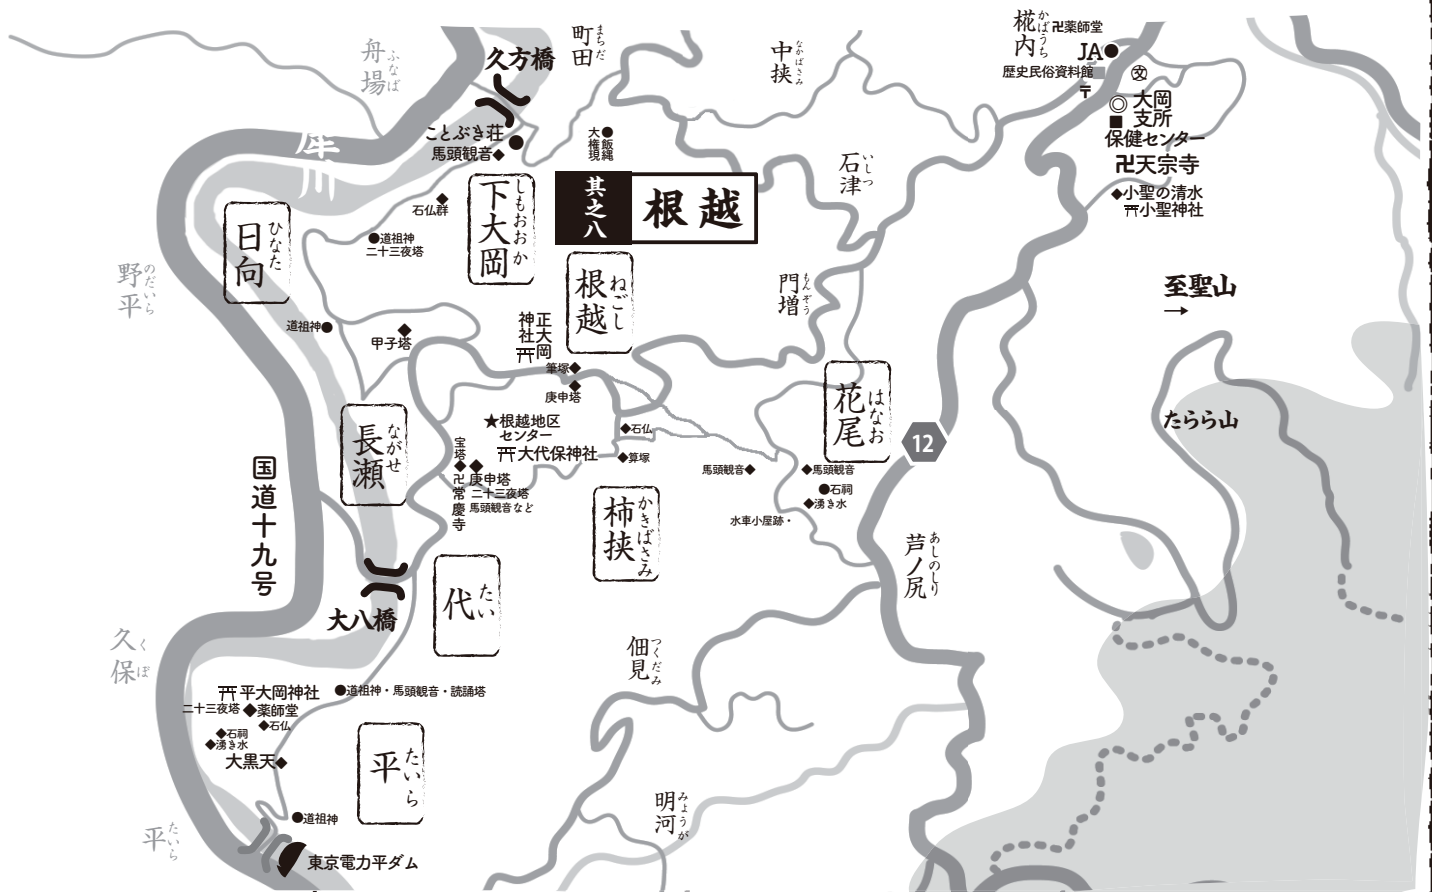 舟場
ふなば
久方橋
町田
まちだ
中挟
なかばさみ
椛内
かばうち
卍薬師堂
JA●
歴史民俗資料館
〒
文
◎大岡
■支所
保健センター
卍天宗寺
◆小聖の清水
小聖神社
ことぶき荘
馬頭観音◆
●飯縄
大権現
石津
いしつ
犀川
石仏群
下大岡
しもおおか
其之八
根越
日向
ひなた
●道祖神
二十三夜塔
根越
ねごし
野平
のだいら
門増
もんぞう
至聖山
→
道祖神●
甲子塔
正大岡
神社
筆塚◆
庚申塔
花尾
はなお
たらら山
12
長瀬
ながせ
★根越地区
センター
大代保神社
◆石仏
◆算塚
宝塔◆
卍常慶寺
◆庚申塔
二十三夜塔
馬頭観音など
馬頭観音◆
◆馬頭観音
●石祠
◆湧き水
水車小屋跡・
国道十九号
柿挟
かきばさみ
芦ノ尻
あしのしり
代
たい
大八橋
久保
くぼ
佃見
つくだみ
平大岡神社
●道祖神・馬頭観音・読誦塔
二十三夜塔
◆薬師堂
◆石仏
◆石祠
◆湧き水
大黒天◆
平
たいら
明河
みょうが
●道祖神
平
たいら
東京電力平ダム